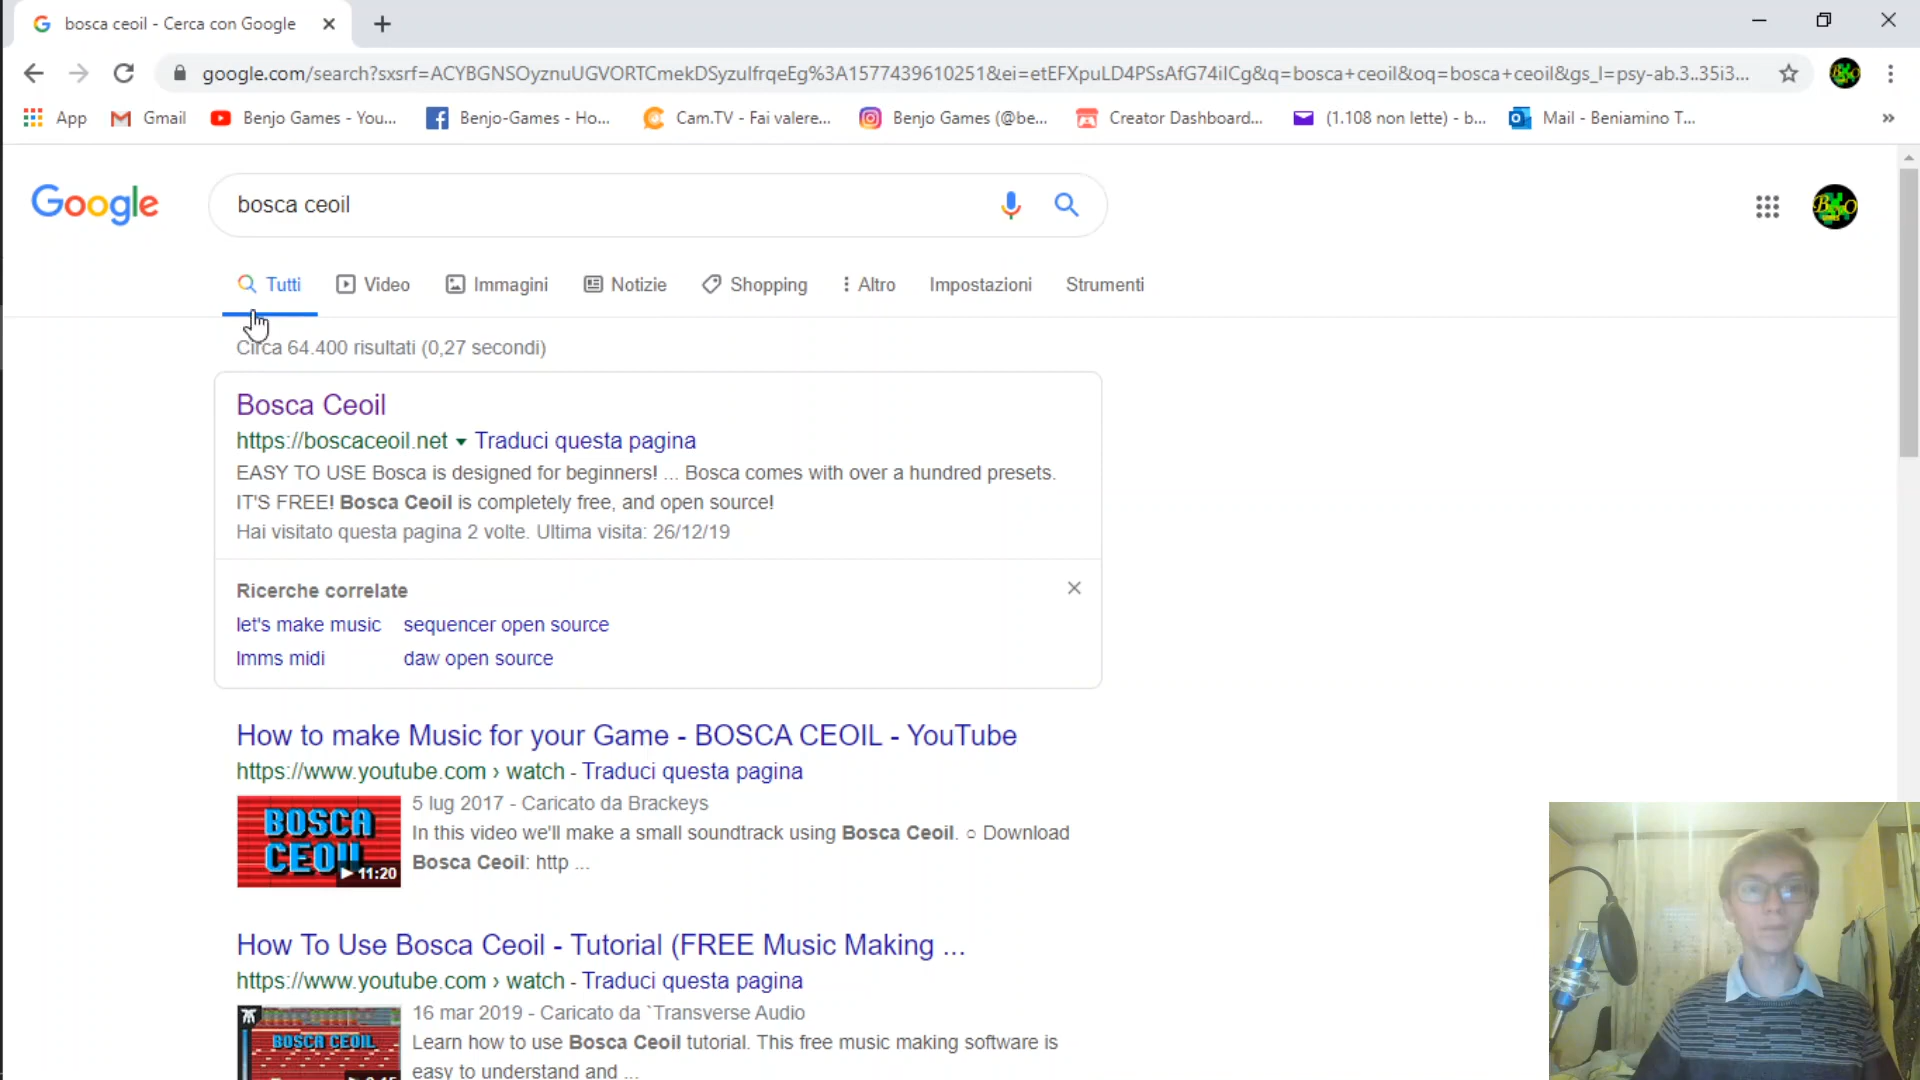 bosca ceoil - Cerca con Google
google.com/search?sxsrf=ACYBGNSOyznuUGVORTCmekDSyzulfrqeEg%3A1577439610251&ei=etEFXpuLD4PSsAfG74iICg&q=bosca+ceoil&oq=bosca+ceoil&gs_l=psy-ab.3..35i3...
App Gmail Benjo Games - You... Benjo-Games - Ho... Cam.TV - Fai valere... Benjo Games (@be... Creator Dashboard... (1.108 non lette) - b... Mail - Beniamino T... »
Google bosca ceoil
Tutti Video Immagini Notizie Shopping Altro Impostazioni Strumenti
Circa 64.400 risultati (0,27 secondi)
Bosca Ceoil
https://boscaceoil.net Traduci questa pagina
EASY TO USE Bosca is designed for beginners! ... Bosca comes with over a hundred presets.
IT'S FREE! Bosca Ceoil is completely free, and open source!
Hai visitato questa pagina 2 volte. Ultima visita: 26/12/19
Ricerche correlate
let's make music sequencer open source
lmms midi daw open source
How to make Music for your Game - BOSCA CEOIL - YouTube
https://www.youtube.com › watch - Traduci questa pagina
BOSCA CEOIL 11:20
5 lug 2017 - Caricato da Brackeys
In this video we'll make a small soundtrack using Bosca Ceoil. ○ Download
Bosca Ceoil: http ...
How To Use Bosca Ceoil - Tutorial (FREE Music Making ...
https://www.youtube.com › watch - Traduci questa pagina
BOSCA CEOIL
16 mar 2019 - Caricato da `Transverse Audio
Learn how to use Bosca Ceoil tutorial. This free music making software is
easy to understand and ...